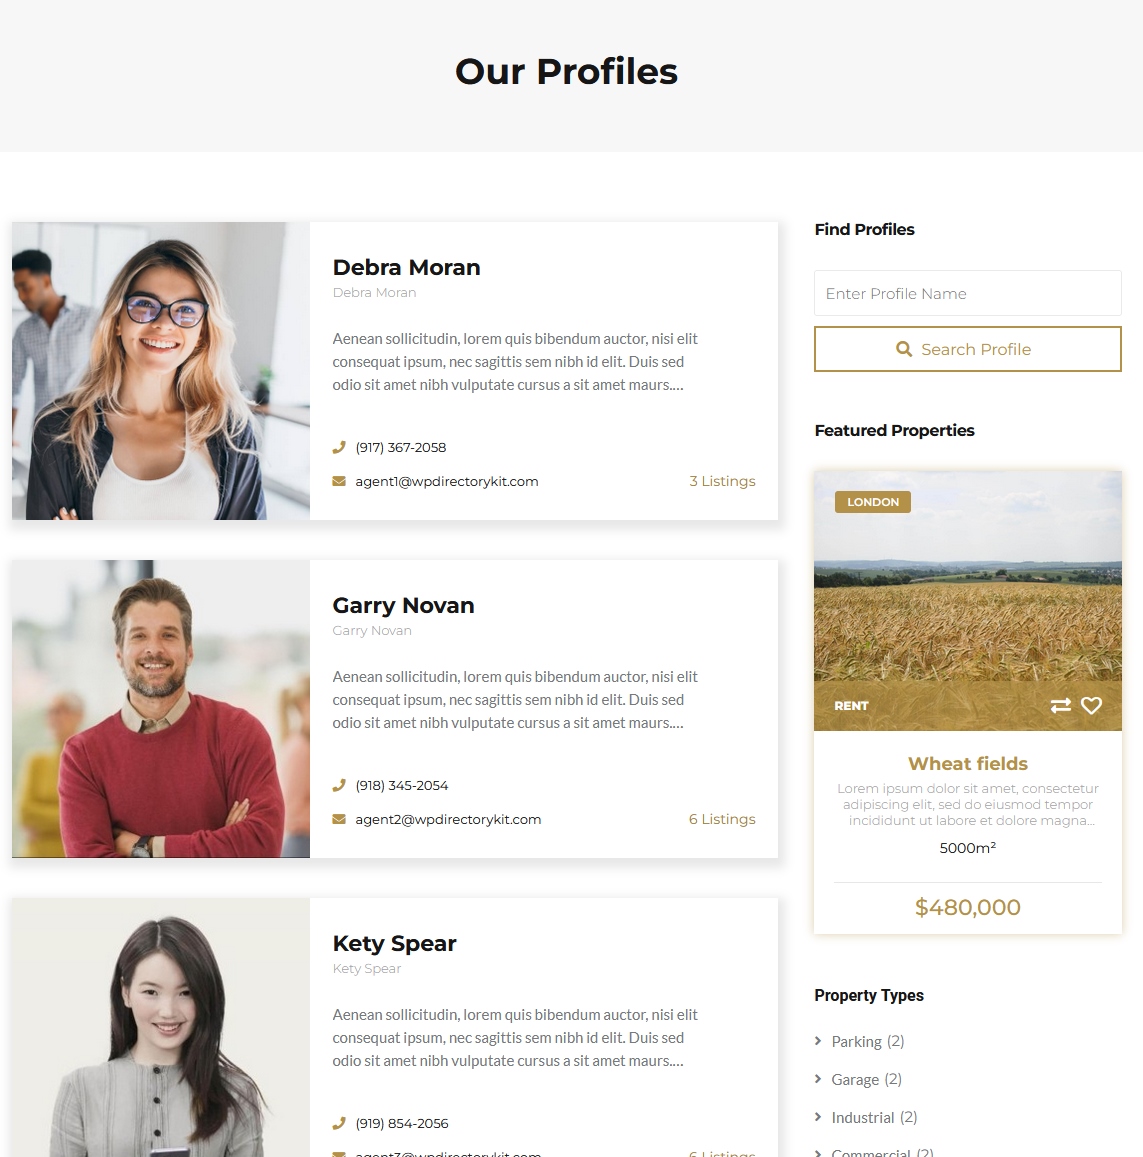 Our Profiles
Debra Moran
Debra Moran
Aenean sollicitudin, lorem quis bibendum auctor, nisi elit
consequat ipsum, nec sagittis sem nibh id elit. Duis sed
odio sit amet nibh vulputate cursus a sit amet maurs....
(917) 367-2058
agent1@wpdirectorykit.com
3 Listings
Garry Novan
Garry Novan
Aenean sollicitudin, lorem quis bibendum auctor, nisi elit
consequat ipsum, nec sagittis sem nibh id elit. Duis sed
odio sit amet nibh vulputate cursus a sit amet maurs....
(918) 345-2054
agent2@wpdirectorykit.com
6 Listings
Kety Spear
Kety Spear
Aenean sollicitudin, lorem quis bibendum auctor, nisi elit
consequat ipsum, nec sagittis sem nibh id elit. Duis sed
odio sit amet nibh vulputate cursus a sit amet maurs....
(919) 854-2056
agent3@wpdirectorykit.com
6 Listings
Find Profiles
Enter Profile Name
Search Profile
Featured Properties
LONDON
RENT
Wheat fields
Lorem ipsum dolor sit amet, consectetur
adipiscing elit, sed do eiusmod tempor
incididunt ut labore et dolore magna...
5000m²
$480,000
Property Types
Parking (2)
Garage (2)
Industrial (2)
Commercial (2)